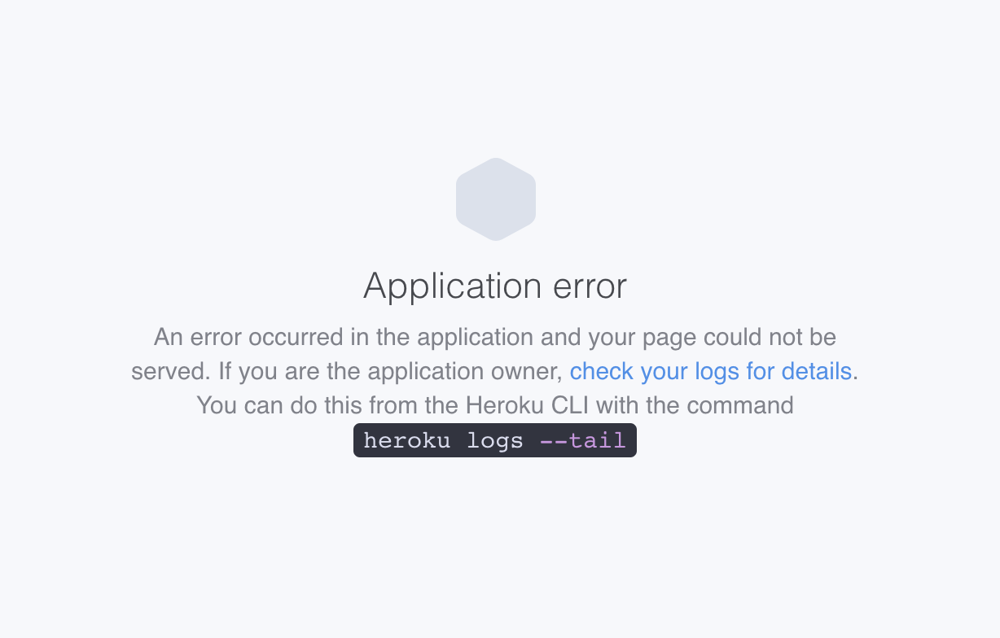 Application error
An error occurred in the application and your page could not be
served. If you are the application owner, check your logs for details.
You can do this from the Heroku CLI with the command
heroku logs --tail